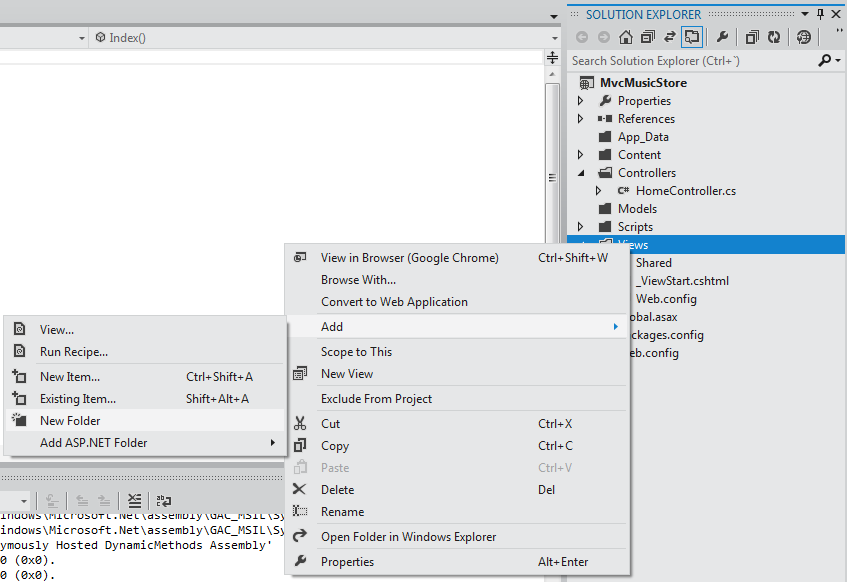 Index()
SOLUTION EXPLORER
Search Solution Explorer (Ctrl+`)
MvcMusicStore
Properties
References
App_Data
Content
Controllers
C# HomeController.cs
Models
Scripts
Views
Shared
_ViewStart.cshtml
Web.config
obal.asax
ckages.config
eb.config
View in Browser (Google Chrome) Ctrl+Shift+W
Browse With...
Convert to Web Application
Add
Scope to This
New View
Exclude From Project
Cut Ctrl+X
Copy Ctrl+C
Paste Ctrl+V
Delete Del
Rename
Open Folder in Windows Explorer
Properties Alt+Enter
View...
Run Recipe...
New Item... Ctrl+Shift+A
Existing Item... Shift+Alt+A
New Folder
Add ASP.NET Folder
indows\Microsoft.Net\assembly\GAC_MSIL\Sy
indows\Microsoft.Net\assembly\GAC_MSIL\Sy
ymously Hosted DynamicMethods Assembly'
0 (0x0).
0 (0x0).